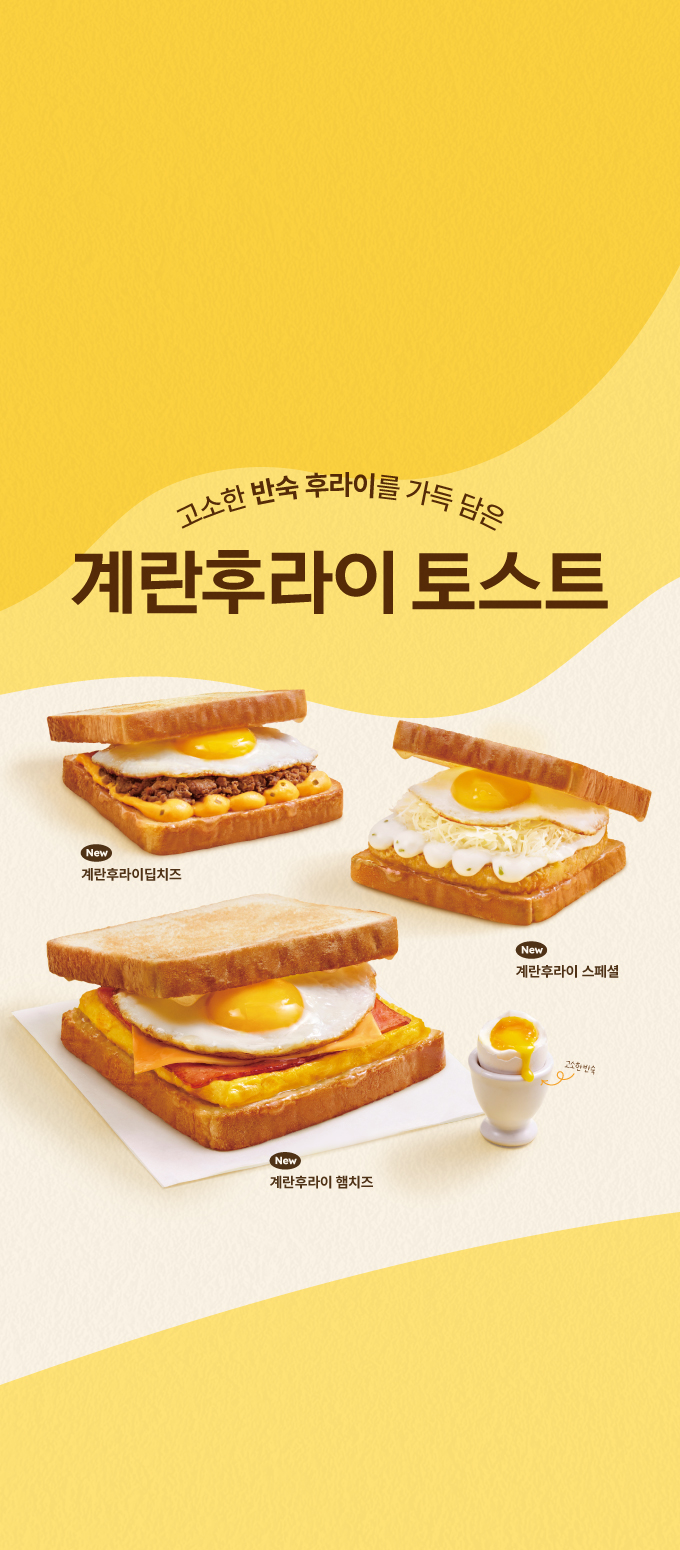 고소한 반숙 후라이를 가득 담은
계란후라이 토스트
New
계란후라이딥치즈
New
계란후라이 스페셜
고소한 반숙
New
계란후라이 햄치즈